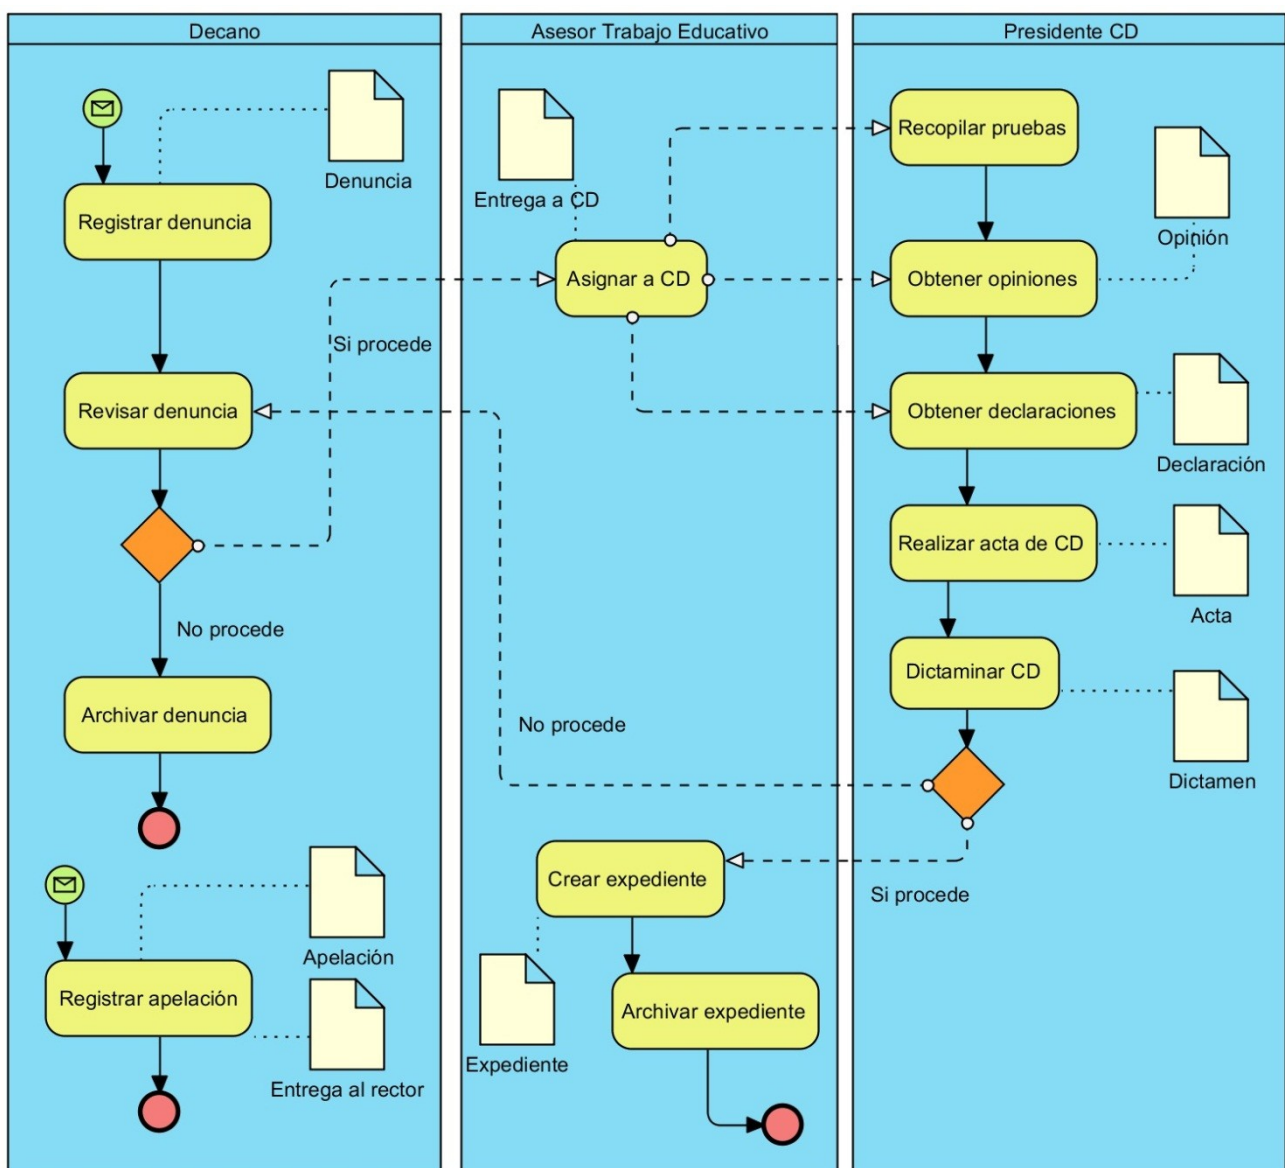 Decano
Denuncia
Registrar denuncia
Si procede
Revisar denuncia
No procede
Archivar denuncia
Apelación
Registrar apelación
Entrega al rector
Asesor Trabajo Educativo
Entrega a CD
Asignar a CD
No procede
Crear expediente
Archivar expediente
Expediente
Presidente CD
Recopilar pruebas
Opinión
Obtener opiniones
Obtener declaraciones
Declaración
Realizar acta de CD
Acta
Dictaminar CD
Dictamen
Si procede